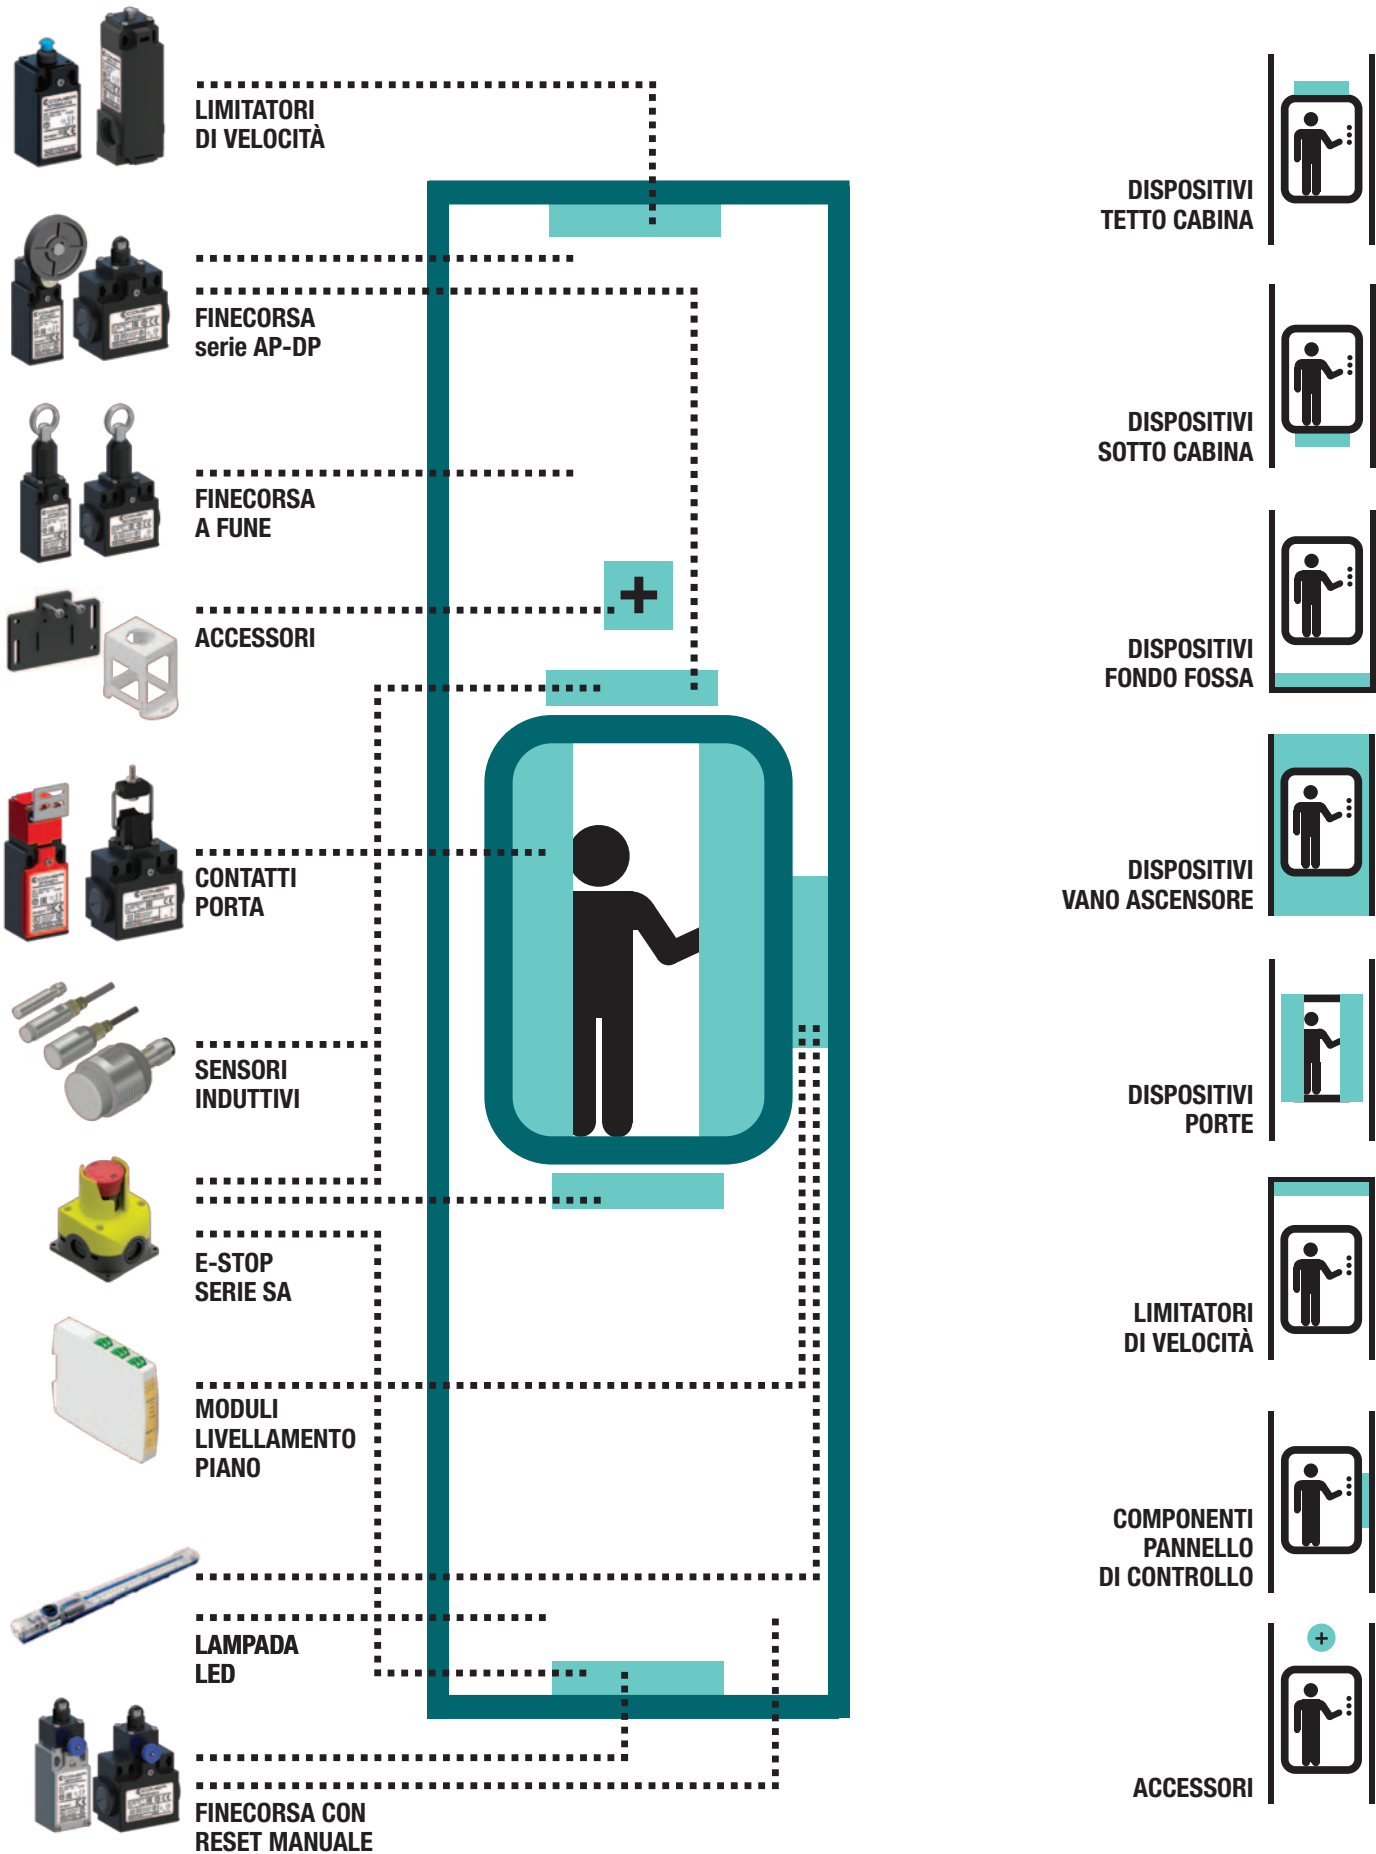 LIMITATORI
DI VELOCITÀ
FINECORSA
serie AP-DP
FINECORSA
A FUNE
ACCESSORI
CONTATTI
PORTA
SENSORI
INDUTTIVI
E-STOP
SERIE SA
MODULI
LIVELLAMENTO
PIANO
LAMPADA
LED
FINECORSA CON
RESET MANUALE
DISPOSITIVI
TETTO CABINA
DISPOSITIVI
SOTTO CABINA
DISPOSITIVI
FONDO FOSSA
DISPOSITIVI
VANO ASCENSORE
DISPOSITIVI
PORTE
LIMITATORI
DI VELOCITÀ
COMPONENTI
PANNELLO
DI CONTROLLO
ACCESSORI